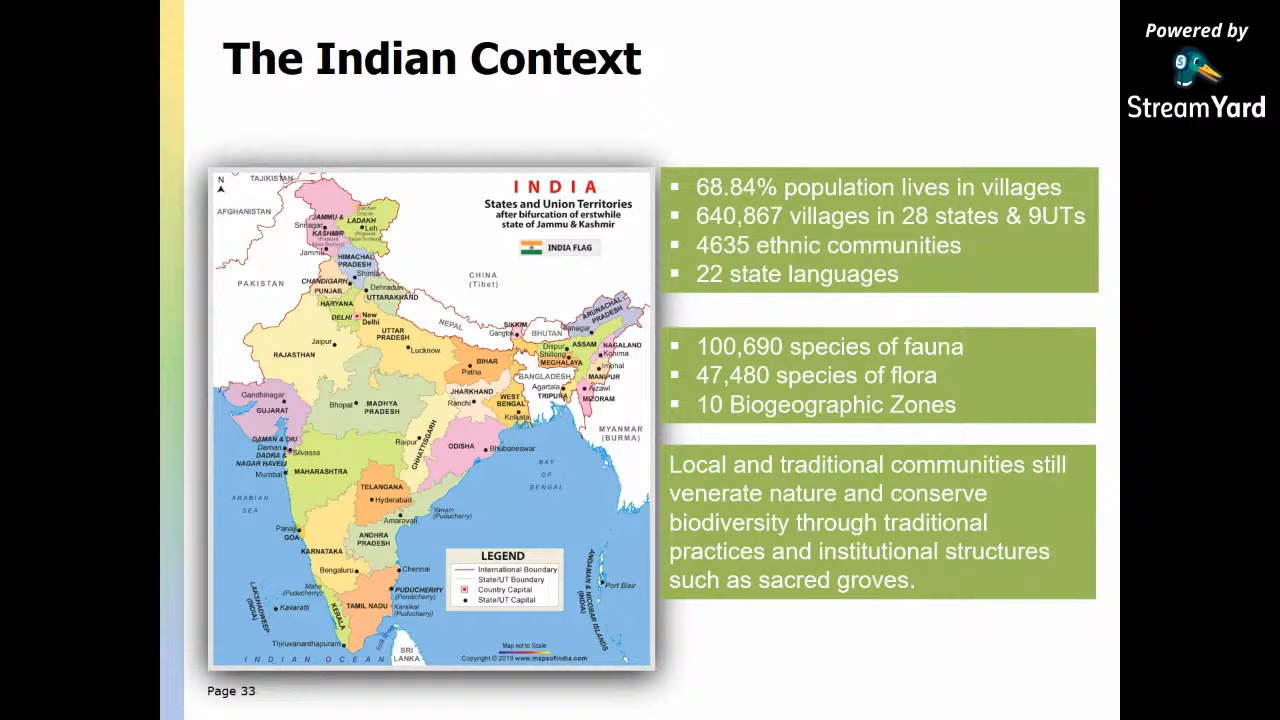 The Indian Context
Powered by
StreamYard
68.84% population lives in villages
640,867 villages in 28 states & 9UTs
4635 ethnic communities
22 state languages
100,690 species of fauna
47,480 species of flora
10 Biogeographic Zones
Local and traditional communities still
venerate nature and conserve
biodiversity through traditional
practices and institutional structures
such as sacred groves.
INDIA
States and Union Territories
after bifurcation of erstwhile
state of Jammu & Kashmir
INDIA FLAG
N
TAJIKISTAN
AFGHANISTAN
PAKISTAN
CHINA
(Tibet)
NEPAL
BHUTAN
BANGLADESH
MYANMAR
(BURMA)
SRI
LANKA
JAMMU &
KASHMIR
Srinagar
Jammu
LADAKH
Leh
HIMACHAL
PRADESH
Shimla
CHANDIGARH
PUNJAB
Dehradun
UTTARAKHAND
HARYANA
DELHI
New
Delhi
UTTAR
PRADESH
Lucknow
Jaipur
RAJASTHAN
SIKKIM
Gangtok
ARUNACHAL
PRADESH
Itanagar
Dispur
ASSAM
NAGALAND
Kohima
Shillong
MEGHALAYA
Imphal
MANIPUR
Agartala
TRIPURA
Aizawl
MIZORAM
BIHAR
Patna
JHARKHAND
Ranchi
WEST
BENGAL
Kolkata
Gandhinagar
GUJARAT
Bhopal
MADHYA
PRADESH
Raipur
CHHATTISGARH
ODISHA
Bhubaneswar
DAMAN & DIU
Daman
DADRA &
NAGAR HAVELI
Silvassa
Mumbai
MAHARASHTRA
TELANGANA
Hyderabad
Amaravati
Yanam
(Puducherry)
ANDHRA
PRADESH
Panaji
GOA
KARNATAKA
Bengaluru
Chennai
Mahe
(Puducherry)
PUDUCHERRY
(Pondicherry)
Karaikal
(Puducherry)
TAMIL NADU
KERALA
Thiruvananthapuram
LAKSHADWEEP
(INDIA)
Kavaratti
ANDAMAN & NICOBAR ISLANDS
(INDIA)
Port Blair
ARABIAN
SEA
BAY
OF
BENGAL
INDIAN OCEAN
LEGEND
International Boundary
State/UT Boundary
Country Capital
State/UT Capital
Map not to Scale
Copyright © 2019 www.mapsofindia.com
Page 33